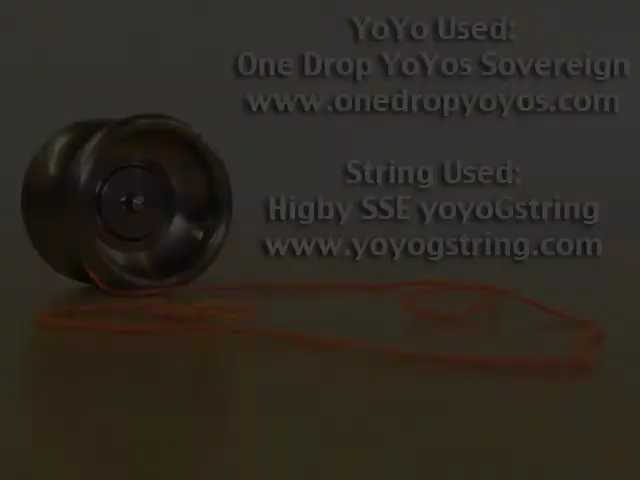 YoYo Used:
One Drop YoYos Sovereign
www.onedropyoyos.com
String Used:
Higby SSE yoyoGstring
www.yoyogstring.com